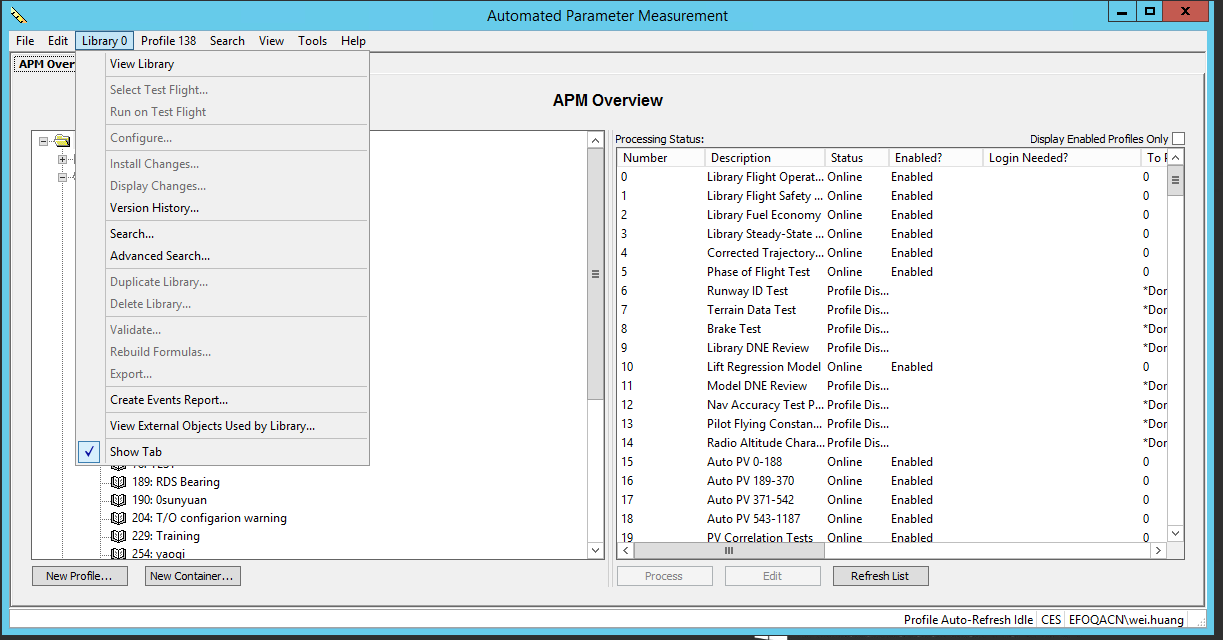 Automated Parameter Measurement
File Edit Library 0 Profile 138 Search View Tools Help
APM Over
View Library
Select Test Flight...
Run on Test Flight
Configure...
Install Changes...
Display Changes...
Version History...
Search...
Advanced Search...
Duplicate Library...
Delete Library...
Validate...
Rebuild Formulas...
Export...
Create Events Report...
View External Objects Used by Library...
Show Tab
189: RDS Bearing
190: 0sunyuan
204: T/O configarion warning
229: Training
254: yaoqi
New Profile... New Container...
APM Overview
Processing Status: Display Enabled Profiles Only
Number Description Status Enabled? Login Needed? To P
0 Library Flight Operat... Online Enabled 0
1 Library Flight Safety ... Online Enabled 0
2 Library Fuel Economy Online Enabled 0
3 Library Steady-State ... Online Enabled 0
4 Corrected Trajectory... Online Enabled 0
5 Phase of Flight Test Online Enabled 0
6 Runway ID Test Profile Dis... *Dor
7 Terrain Data Test Profile Dis... *Dor
8 Brake Test Profile Dis... *Dor
9 Library DNE Review Profile Dis... *Dor
10 Lift Regression Model Online Enabled 0
11 Model DNE Review Profile Dis... *Dor
12 Nav Accuracy Test P... Profile Dis... *Dor
13 Pilot Flying Constan... Profile Dis... *Dor
14 Radio Altitude Chara... Profile Dis... *Dor
15 Auto PV 0-188 Online Enabled 0
16 Auto PV 189-370 Online Enabled 0
17 Auto PV 371-542 Online Enabled 0
18 Auto PV 543-1187 Online Enabled 0
19 PV Correlation Tests Online Enabled 0
Process Edit Refresh List
Profile Auto-Refresh Idle CES EFOQACN\wei.huang